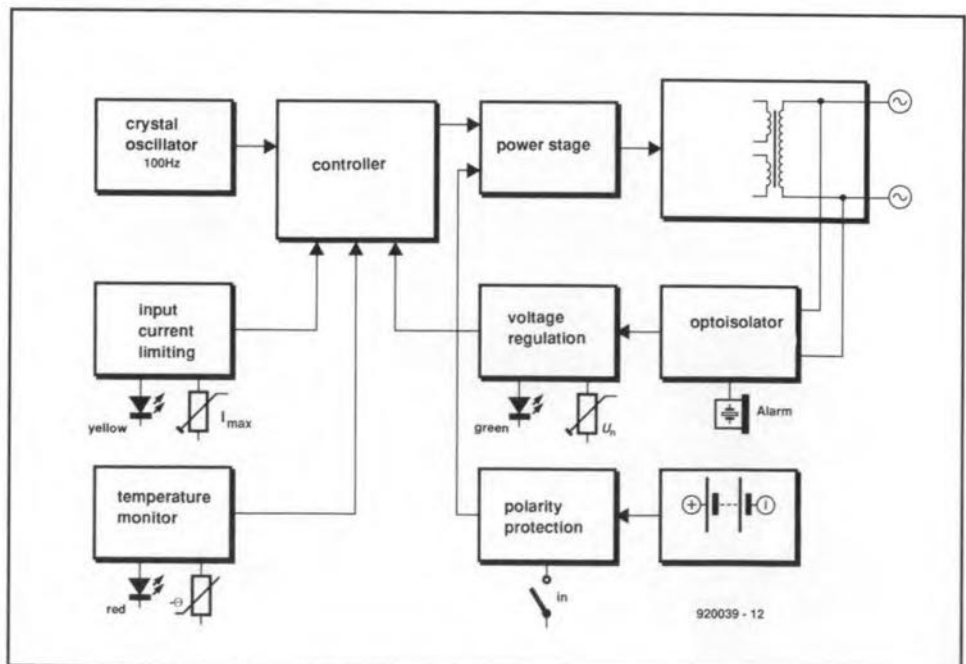 crystal
oscillator
100Hz
controller
power stage
input
current
limiting
yellow
Imax
voltage
regulation
green
Un
optoisolator
Alarm
temperature
monitor
red
-Θ
polarity
protection
in
+
920039 - 12